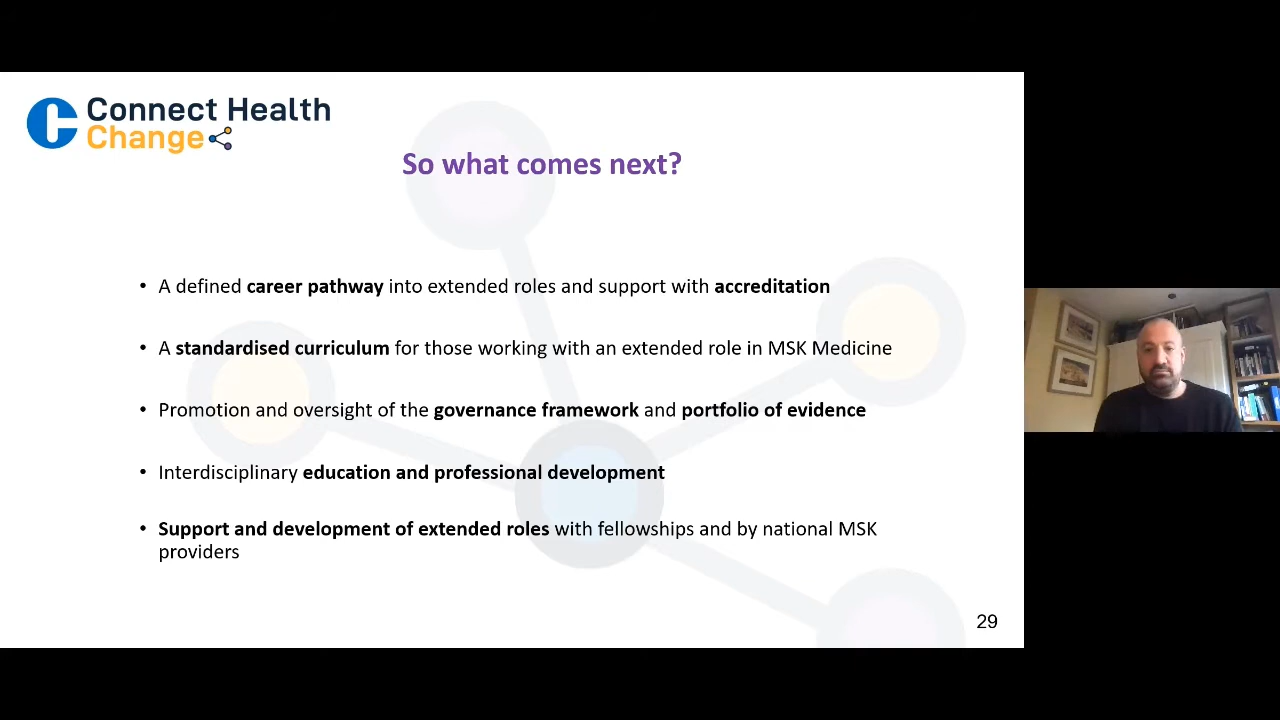 Connect Health
Change
So what comes next?
• A defined career pathway into extended roles and support with accreditation
• A standardised curriculum for those working with an extended role in MSK Medicine
• Promotion and oversight of the governance framework and portfolio of evidence
• Interdisciplinary education and professional development
• Support and development of extended roles with fellowships and by national MSK
providers
29